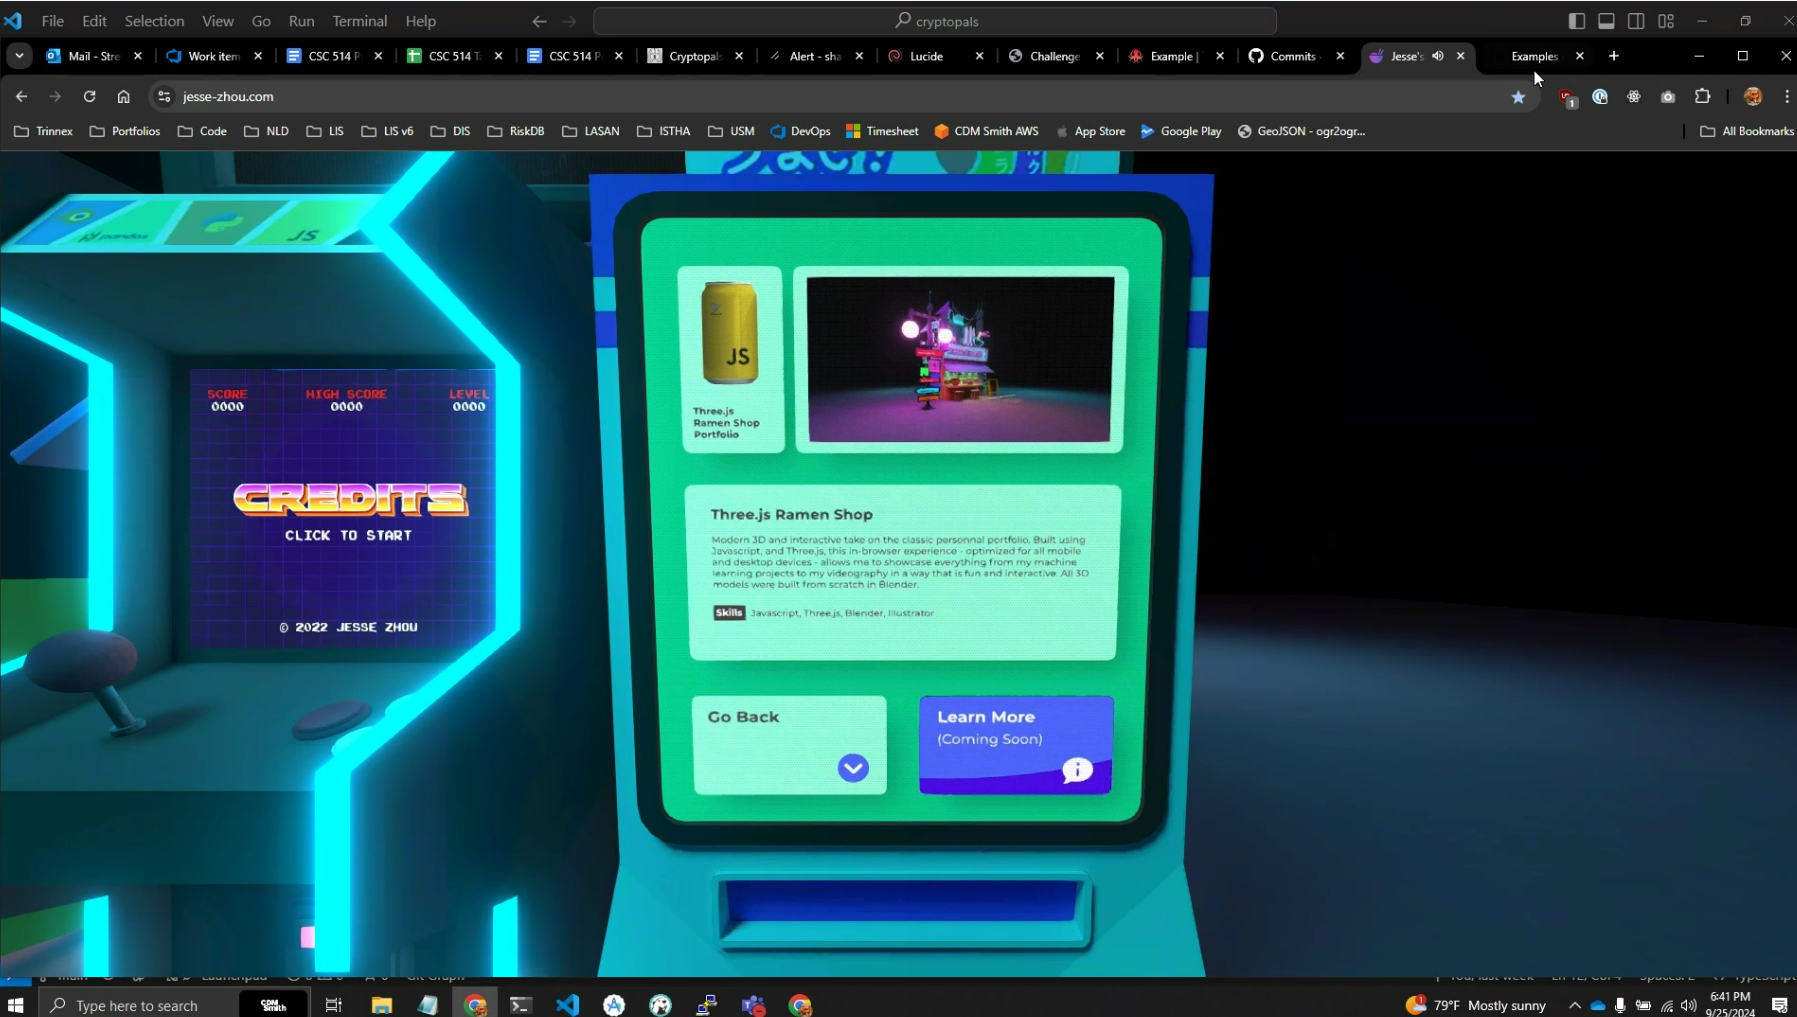 File Edit Selection View Go Run Terminal Help
cryptopals
Mail - Stre
Work item
CSC 514 P
CSC 514 Ta
CSC 514 P
Cryptopals
Alert - sha
Lucide
Challenge
Example |
Commits
Jesse's
Examples
jesse-zhou.com
1
Trinnex
Portfolios
Code
NLD
LIS
LIS v6
DIS
RiskDB
LASAN
ISTHA
USM
DevOps
Timesheet
CDM Smith AWS
App Store
Google Play
GeoJSON - ogr2ogr...
All Bookmarks
pandas
JS
SCORE
0000
HIGH SCORE
0000
LEVEL
0000
CREDITS
CLICK TO START
© 2022 JESSE ZHOU
JS
Three.js
Ramen Shop
Portfolio
Three.js Ramen Shop
Modern 3D and interactive take on the classic personnal portfolio. Built using
Javascript, and Three.js, this in-browser experience - optimized for all mobile
and desktop devices - allows me to showcase everything from my machine
learning projects to my videography in a way that is fun and interactive. All 3D
models were built from scratch in Blender.
Skills Javascript, Three.js, Blender, Illustrator
Go Back
Learn More
(Coming Soon)
Type here to search
CDM
Smith
1
79°F Mostly sunny
6:41 PM
9/25/2024